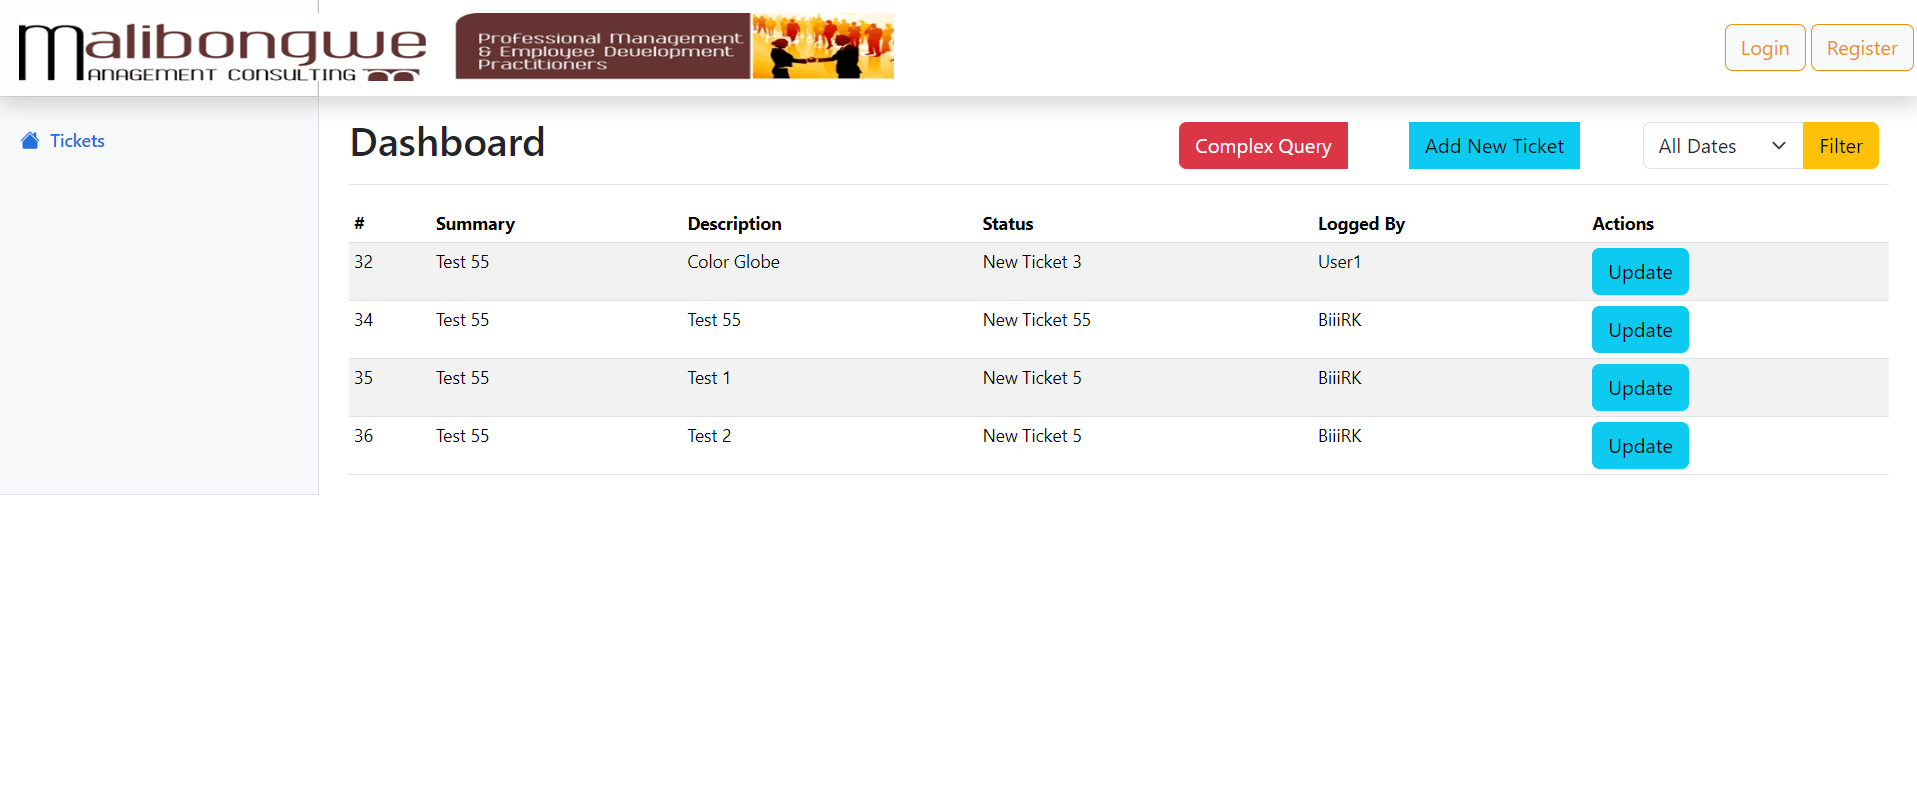 Malibongwe
MANAGEMENT CONSULTING
Professional Management
& Employee Development
Practitioners
Login Register
Tickets
Dashboard
Complex Query
Add New Ticket
All Dates Filter
# Summary Description Status Logged By Actions
32 Test 55 Color Globe New Ticket 3 User1 Update
34 Test 55 Test 55 New Ticket 55 BiiiRK Update
35 Test 55 Test 1 New Ticket 5 BiiiRK Update
36 Test 55 Test 2 New Ticket 5 BiiiRK Update